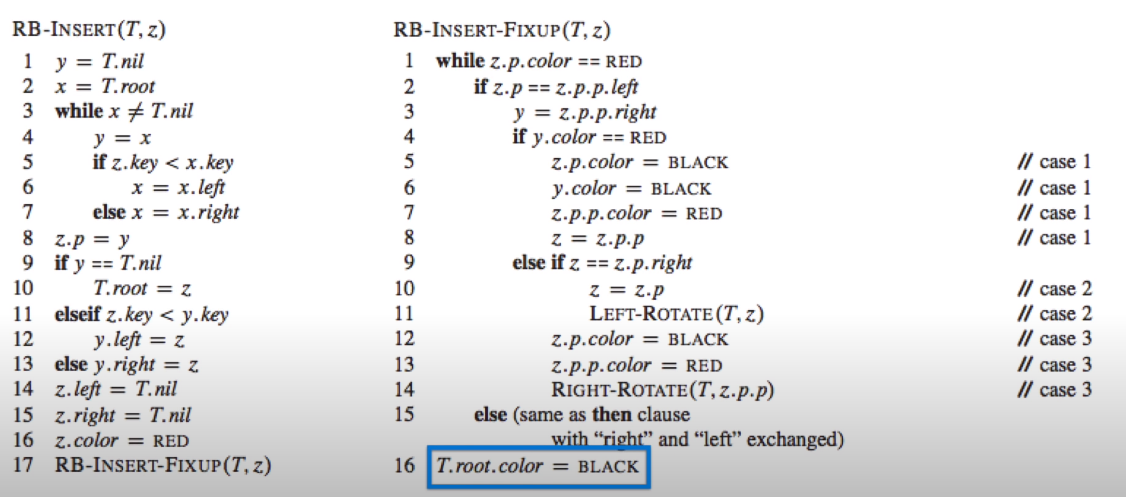 RB-INSERT(T, z)
1 y = T.nil
2 x = T.root
3 while x ≠ T.nil
4 y = x
5 if z.key < x.key
6 x = x.left
7 else x = x.right
8 z.p = y
9 if y == T.nil
10 T.root = z
11 elseif z.key < y.key
12 y.left = z
13 else y.right = z
14 z.left = T.nil
15 z.right = T.nil
16 z.color = RED
17 RB-INSERT-FIXUP(T, z)
RB-INSERT-FIXUP(T, z)
1 while z.p.color == RED
2 if z.p == z.p.p.left
3 y = z.p.p.right
4 if y.color == RED
5 z.p.color = BLACK // case 1
6 y.color = BLACK // case 1
7 z.p.p.color = RED // case 1
8 z = z.p.p // case 1
9 else if z == z.p.right
10 z = z.p // case 2
11 LEFT-ROTATE(T, z) // case 2
12 z.p.color = BLACK // case 3
13 z.p.p.color = RED // case 3
14 RIGHT-ROTATE(T, z.p.p) // case 3
15 else (same as then clause
with "right" and "left" exchanged)
16 T.root.color = BLACK